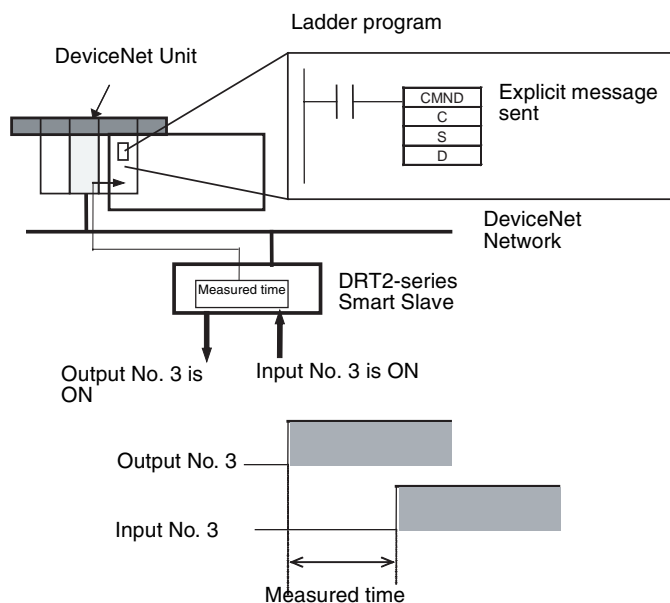 Ladder program
DeviceNet Unit
CMND
C
S
D
Explicit message
sent
DeviceNet
Network
Measured time
DRT2-series
Smart Slave
Output No. 3 is
ON
Input No. 3 is ON
Output No. 3
Input No. 3
Measured time